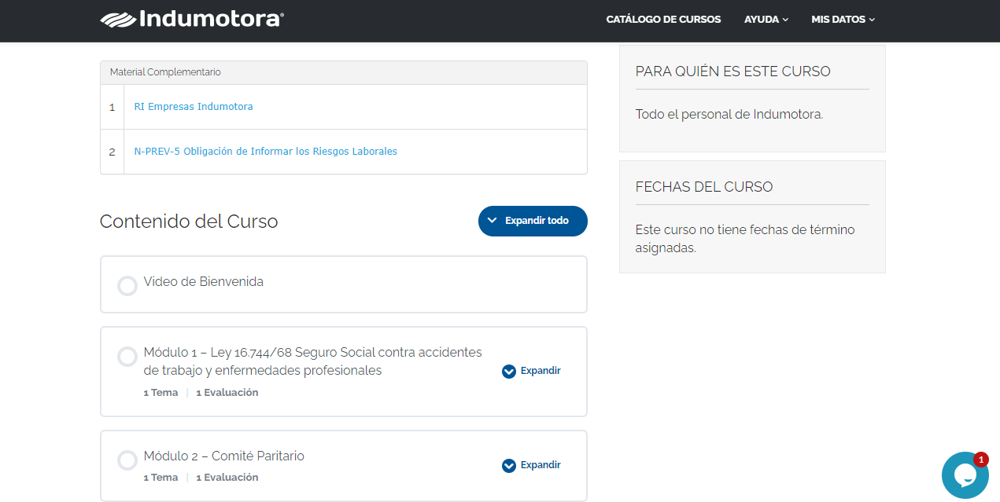 Indumotora®
CATÁLOGO DE CURSOS
AYUDA
MIS DATOS
Material Complementario
1 RI Empresas Indumotora
2 N-PREV-5 Obligación de Informar los Riesgos Laborales
Contenido del Curso
Expandir todo
Video de Bienvenida
Módulo 1 – Ley 16.744/68 Seguro Social contra accidentes
de trabajo y enfermedades profesionales
Expandir
1 Tema | 1 Evaluación
Módulo 2 – Comité Paritario
Expandir
1 Tema | 1 Evaluación
PARA QUIÉN ES ESTE CURSO
Todo el personal de Indumotora.
FECHAS DEL CURSO
Este curso no tiene fechas de término
asignadas.
1